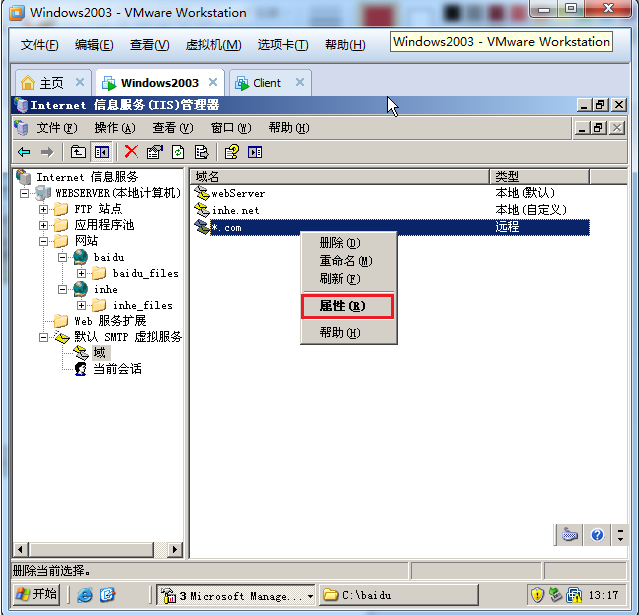 Windows2003 - VMware Workstation
文件(F) 编辑(E) 查看(V) 虚拟机(M) 选项卡(T) 帮助(H)
Windows2003 - VMware Workstation
主页 Windows2003 Client
Internet 信息服务(IIS)管理器
文件(F) 操作(A) 查看(V) 窗口(W) 帮助(H)
Internet 信息服务
WEBSERVER(本地计算机)
FTP 站点
应用程序池
网站
baidu
baidu_files
inhe
inhe_files
Web 服务扩展
默认 SMTP 虚拟服务
域
当前会话
域名 类型
webServer 本地(默认)
inhe.net 本地(自定义)
*.com 远程
删除(D)
重命名(M)
刷新(F)
属性(R)
帮助(H)
删除当前选择。
开始 3 Microsoft Manage... C:\baidu 13:17